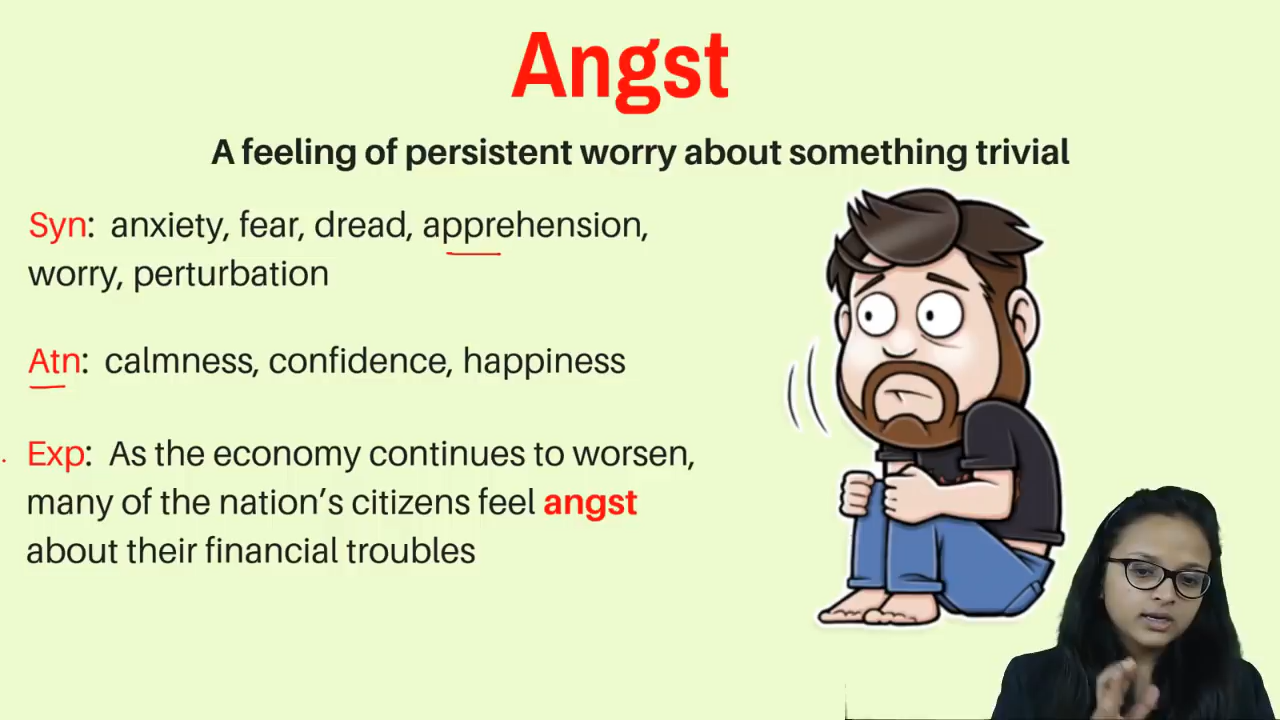 Angst
A feeling of persistent worry about something trivial
Syn: anxiety, fear, dread, apprehension,
worry, perturbation
Atn: calmness, confidence, happiness
Exp: As the economy continues to worsen,
many of the nation’s citizens feel angst
about their financial troubles